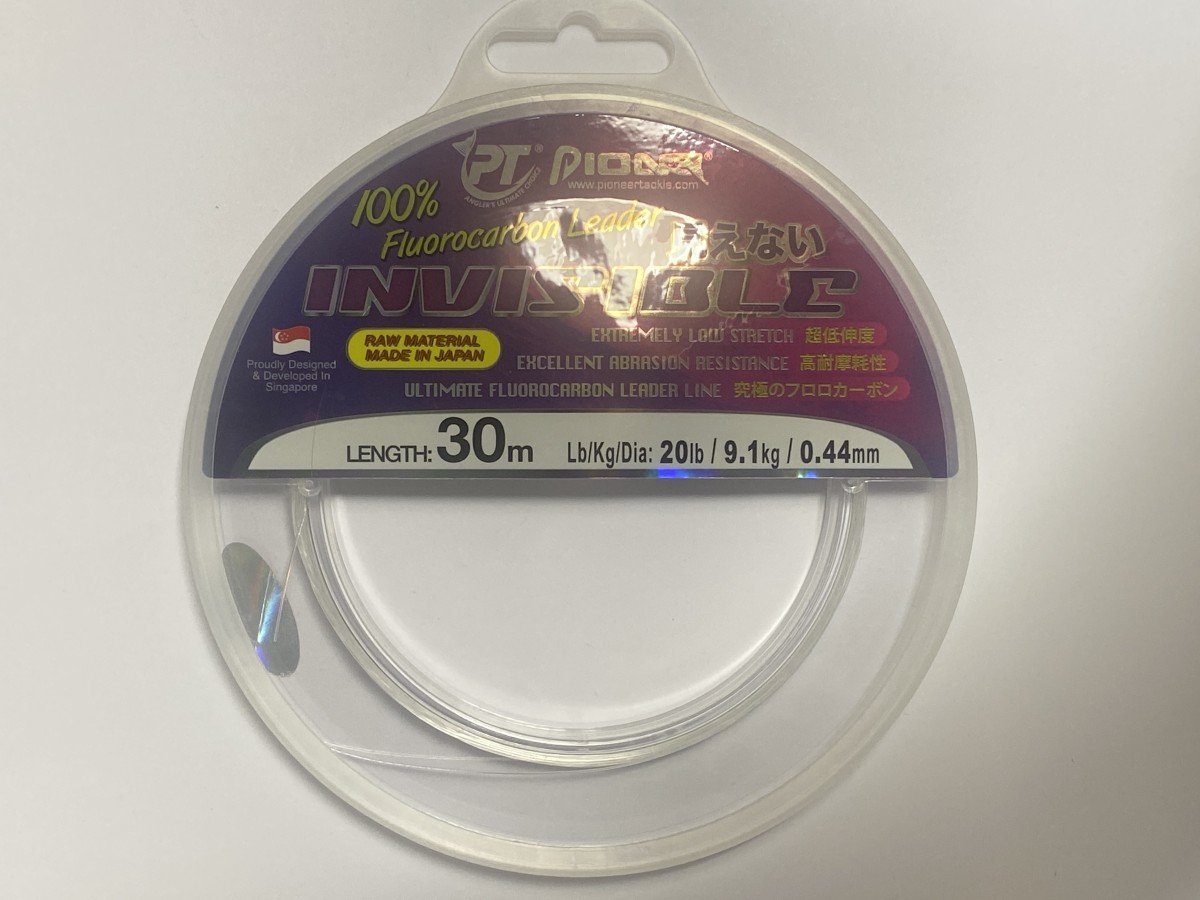 PT®
ANGLER'S ULTIMATE CHOICE
www.pioneertackle.com
100%
Fluorocarbon Leader
えない
INVISIBLE
EXTREMELY LOW STRETCH 超低伸度
EXCELLENT ABRASION RESISTANCE 高耐摩耗性
ULTIMATE FLUOROCARBON LEADER LINE 究極のフロロカーボン
RAW MATERIAL
MADE IN JAPAN
Proudly Designed
& Developed In
Singapore
LENGTH: 30m
Lb/Kg/Dia: 20lb / 9.1kg / 0.44mm